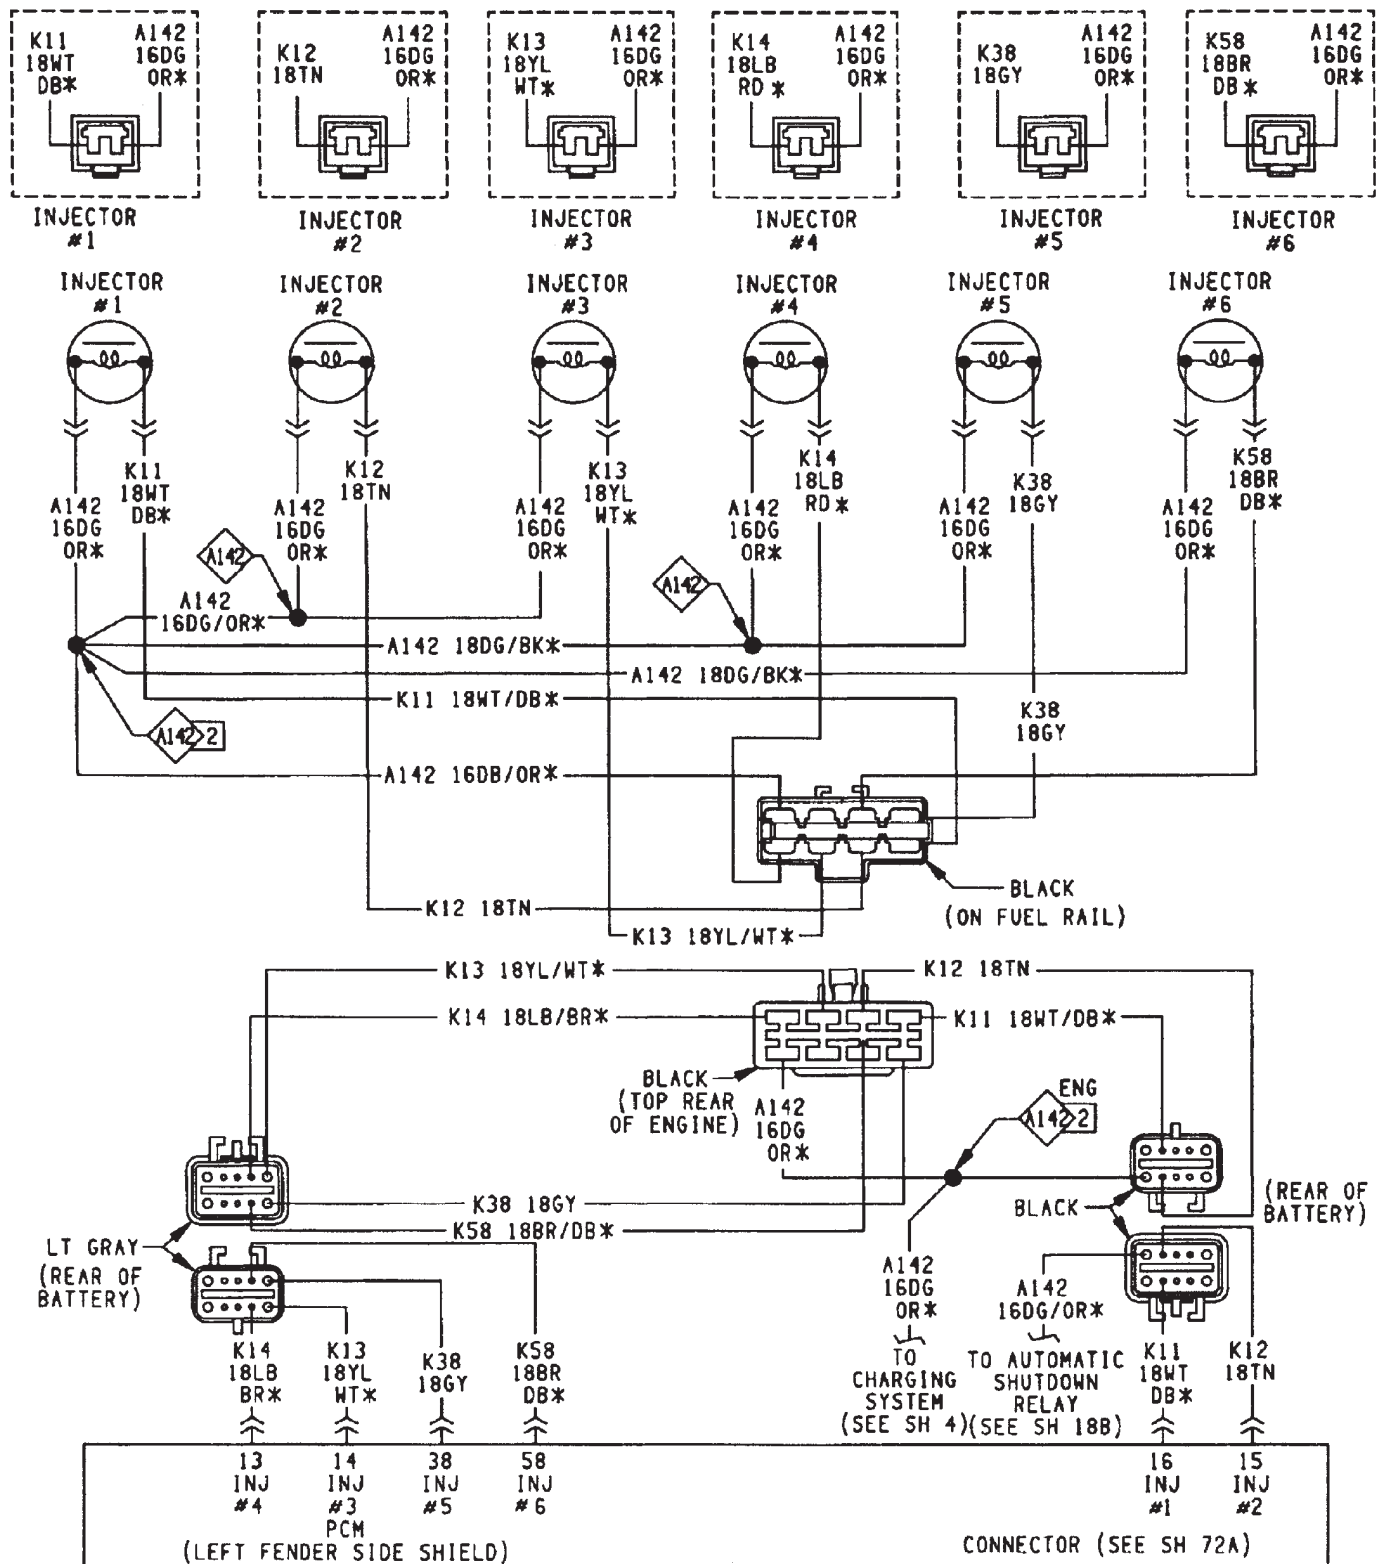 K11
18WT
DB*
A142
16DG
OR*
K12
18TN
A142
16DG
OR*
K13
18YL
WT*
A142
16DG
OR*
K14
18LB
RD *
A142
16DG
OR*
K38
18GY
A142
16DG
OR*
K58
18BR
DB *
A142
16DG
OR*
INJECTOR
#1
INJECTOR
#2
INJECTOR
#3
INJECTOR
#4
INJECTOR
#5
INJECTOR
#6
INJECTOR
#1
INJECTOR
#2
INJECTOR
#3
INJECTOR
#4
INJECTOR
#5
INJECTOR
#6
A142
16DG
OR*
K11
18WT
DB*
A142
16DG
OR*
K12
18TN
A142
16DG
OR*
K13
18YL
WT*
A142
16DG
OR*
K14
18LB
RD*
A142
16DG
OR*
K38
18GY
A142
16DG
OR*
K58
18BR
DB*
A142
A142
A142
16DG/OR*
A142 18DG/BK*
A142 18DG/BK*
K11 18WT/DB*
A142 2
K38
18GY
A142 16DB/OR*
BLACK
(ON FUEL RAIL)
K12 18TN
K13 18YL/WT*
K13 18YL/WT*
K12 18TN
K14 18LB/BR*
K11 18WT/DB*
BLACK
(TOP REAR
OF ENGINE)
A142
16DG
OR*
ENG
A142 2
K38 18GY
K58 18BR/DB*
BLACK
(REAR OF
BATTERY)
LT GRAY
(REAR OF
BATTERY)
A142
16DG
OR*
A142
16DG/OR*
K14
18LB
BR*
K13
18YL
WT*
K38
18GY
K58
18BR
DB*
TO
CHARGING
SYSTEM
(SEE SH 4)
TO AUTOMATIC
SHUTDOWN
RELAY
(SEE SH 18B)
K11
18WT
DB*
K12
18TN
13
INJ
#4
14
INJ
#3
38
INJ
#5
58
INJ
#6
16
INJ
#1
15
INJ
#2
PCM
(LEFT FENDER SIDE SHIELD)
CONNECTOR (SEE SH 72A)